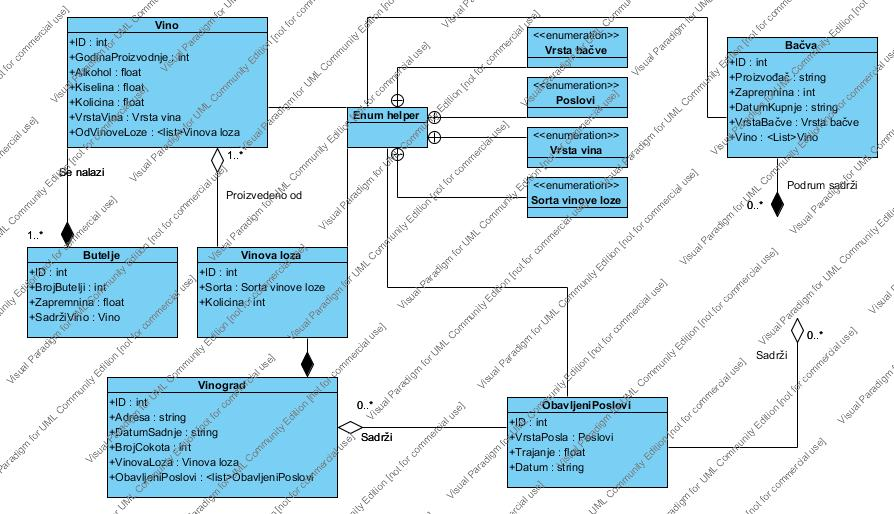 Vino
+ID : int
+GodinaProizvodnje : int
+Alkohol : float
+Kiselina : float
+Kolicina : float
+VrstaVina : Vrsta vina
+OdVinoveLoze : <list>Vinova loza
Enum helper
<<enumeration>>
Vrsta bačve
<<enumeration>>
Poslovi
<<enumeration>>
Vrsta vina
<<enumeration>>
Sorta vinove loze
Bačva
+ID : int
+Proizvođač : string
+Zapremnina : int
+DatumKupnje : string
+VrstaBačve : Vrsta bačve
+Vino : <List>Vino
Se nalazi
1..*
1..*
Proizvedeno od
Podrum sadrži
0..*
Butelje
+ID : int
+BrojButelji : int
+Zapremnina : float
+SadržiVino : Vino
Vinova loza
+ID : int
+Sorta : Sorta vinove loze
+Kolicina : int
0..*
Sadrži
Vinograd
+ID : int
+Adresa : string
+DatumSadnje : string
+BrojCokota : int
+VinovaLoza : Vinova loza
+ObavljeniPoslovi : <list>ObavljeniPoslovi
0..*
Sadrži
ObavljeniPoslovi
+ID : int
+VrstaPosla : Poslovi
+Trajanje : float
+Datum : string
Visual Paradigm for UML Community Edition [not for commercial use]